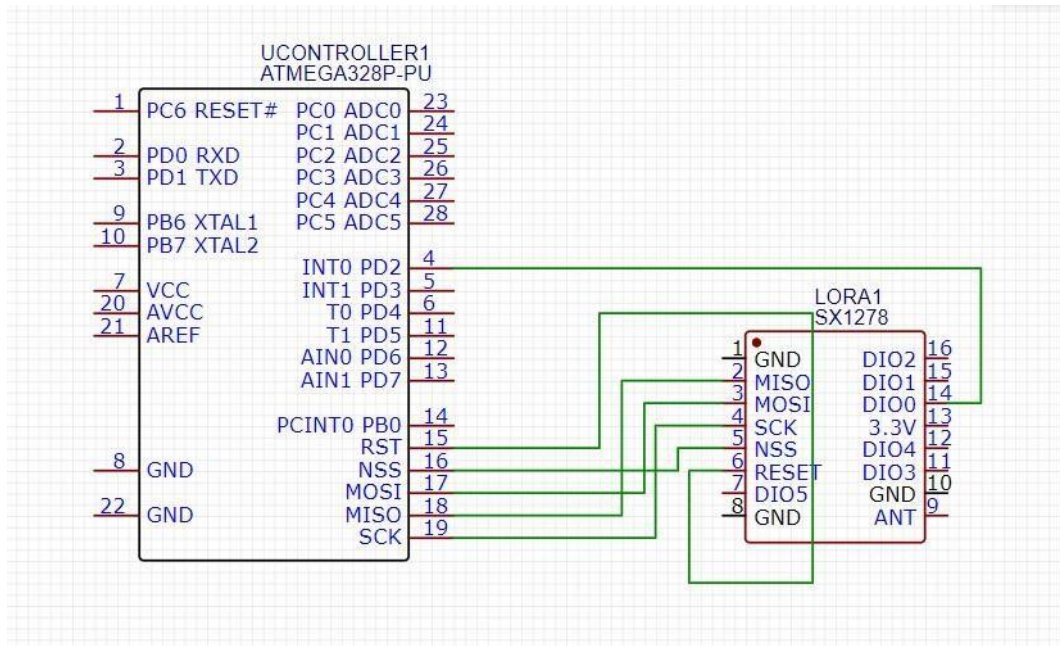 UCONTROLLER1
ATMEGA328P-PU
1 PC6 RESET# PC0 ADC0 23
PC1 ADC1 24
2 PD0 RXD PC2 ADC2 25
3 PD1 TXD PC3 ADC3 26
PC4 ADC4 27
9 PB6 XTAL1 PC5 ADC5 28
10 PB7 XTAL2
INT0 PD2 4
7 VCC INT1 PD3 5
20 AVCC T0 PD4 6
21 AREF T1 PD5 11
AIN0 PD6 12
AIN1 PD7 13
PCINT0 PB0 14
RST 15
8 GND NSS 16
MOSI 17
22 GND MISO 18
SCK 19
LORA1
SX1278
1 GND DIO2 16
2 MISO DIO1 15
3 MOSI DIO0 14
4 SCK 3.3V 13
5 NSS DIO4 12
6 RESET DIO3 11
7 DIO5 GND 10
8 GND ANT 9